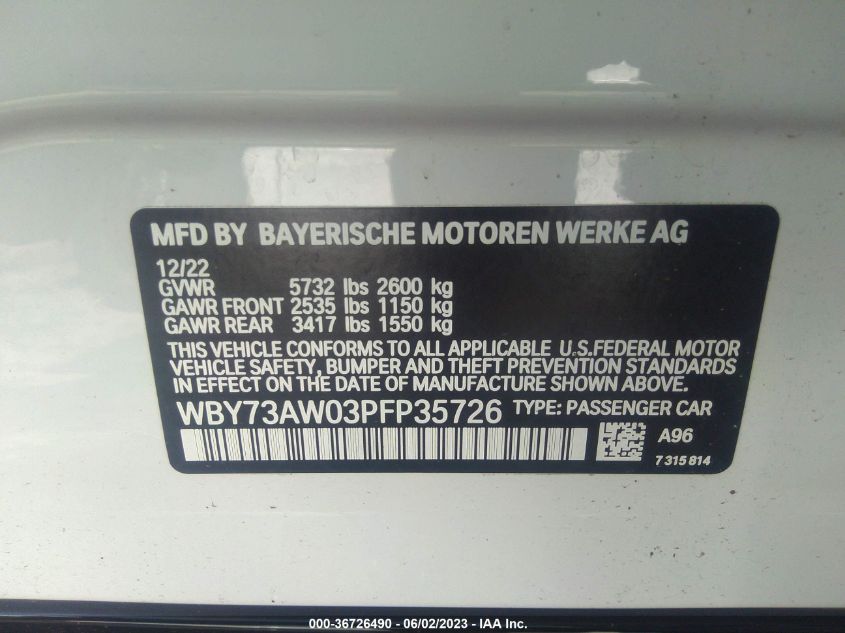 MFD BY BAYERISCHE MOTOREN WERKE AG
12/22
GVWR 5732 lbs 2600 kg
GAWR FRONT 2535 lbs 1150 kg
GAWR REAR 3417 lbs 1550 kg
THIS VEHICLE CONFORMS TO ALL APPLICABLE U.S.FEDERAL MOTOR
VEHICLE SAFETY, BUMPER AND THEFT PREVENTION STANDARDS
IN EFFECT ON THE DATE OF MANUFACTURE SHOWN ABOVE.
WBY73AW03PFP35726 TYPE: PASSENGER CAR
A96
7 315 814
000-36726490 - 06/02/2023 - IAA Inc.